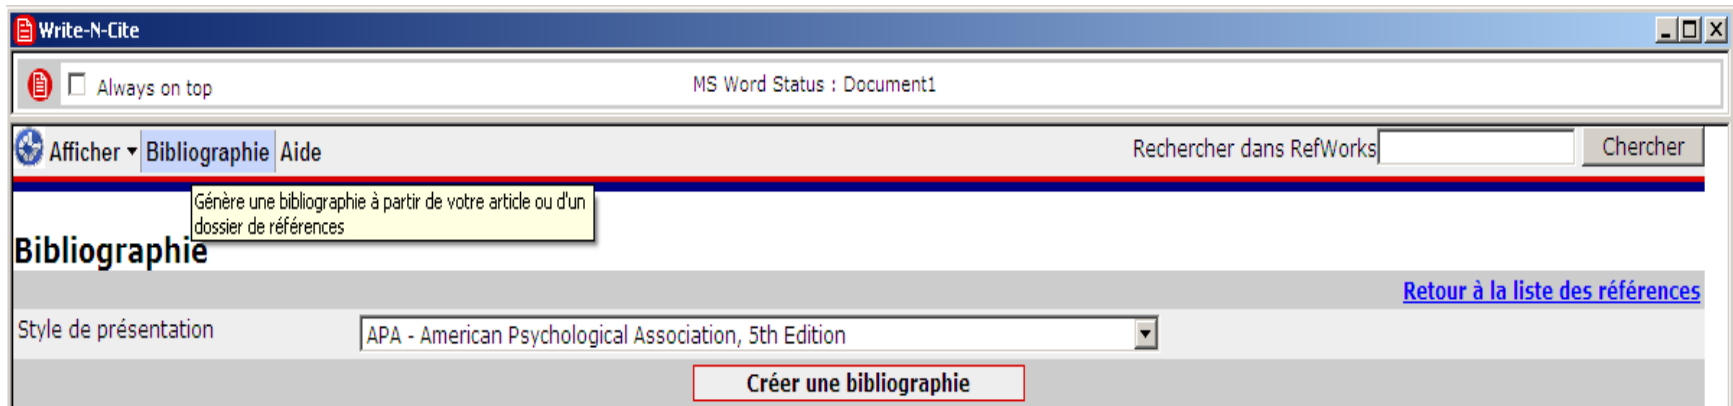 Write-N-Cite
Always on top MS Word Status : Document1
Afficher Bibliographie Aide Rechercher dans RefWorks Chercher
Génère une bibliographie à partir de votre article ou d'un
dossier de références
Bibliographie
Retour à la liste des références
Style de présentation APA - American Psychological Association, 5th Edition
Créer une bibliographie